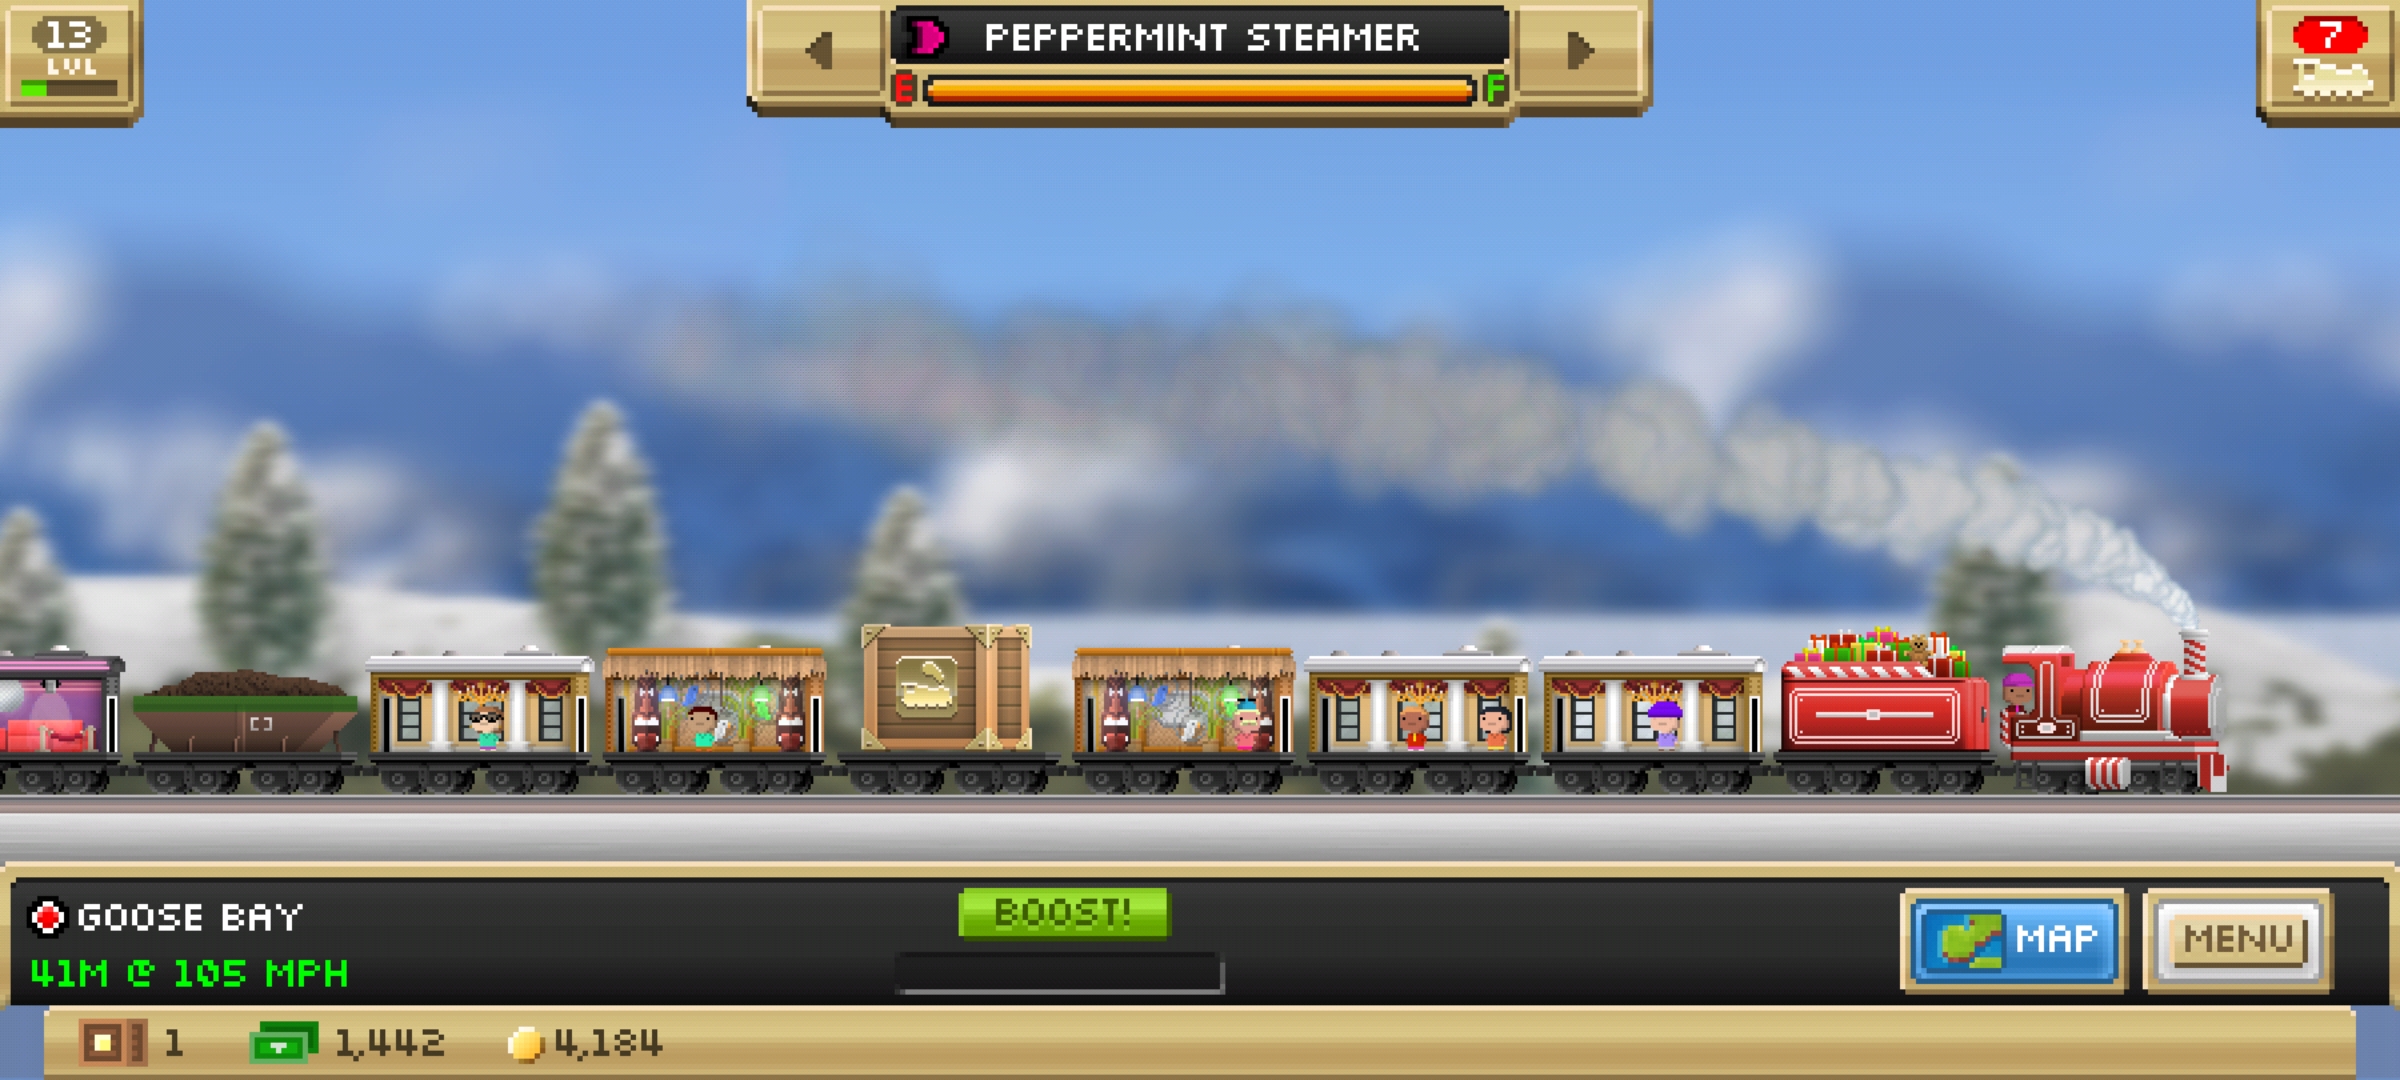 13
LVL
PEPPERMINT STEAMER
E F
7
GOOSE BAY
41M @ 105 MPH
BOOST!
MAP
MENU
1 1,442 4,184